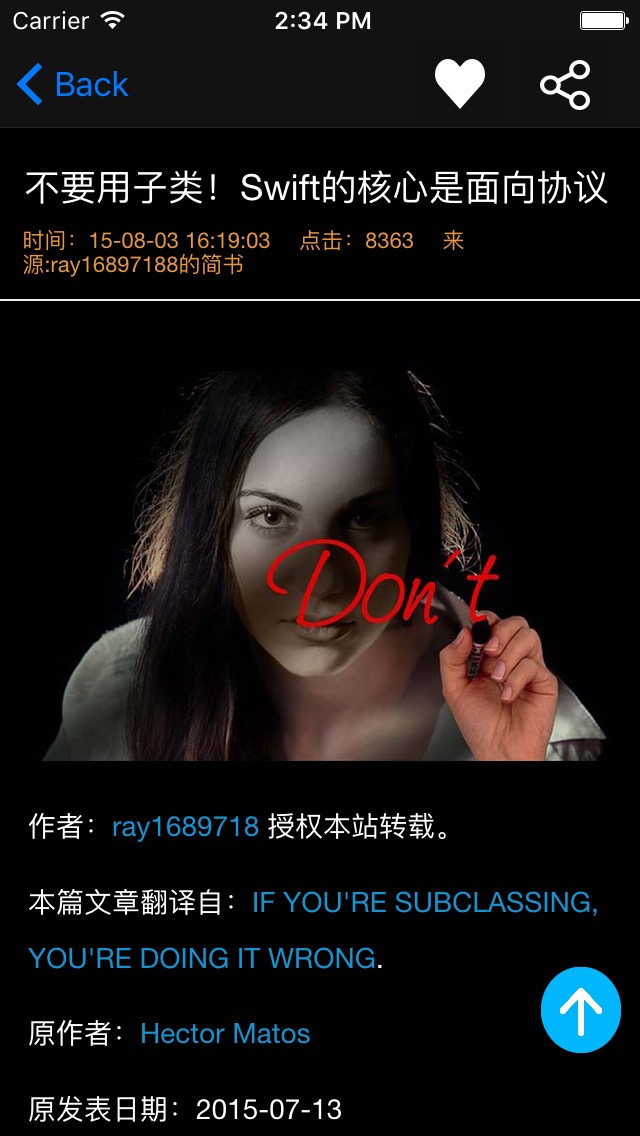 Carrier 2:34 PM
Back
不要用子类！Swift的核心是面向协议
时间：15-08-03 16:19:03 点击：8363 来
源:ray16897188的简书
Don't
作者：ray1689718 授权本站转载。
本篇文章翻译自：IF YOU'RE SUBCLASSING,
YOU'RE DOING IT WRONG.
原作者：Hector Matos
原发表日期：2015-07-13